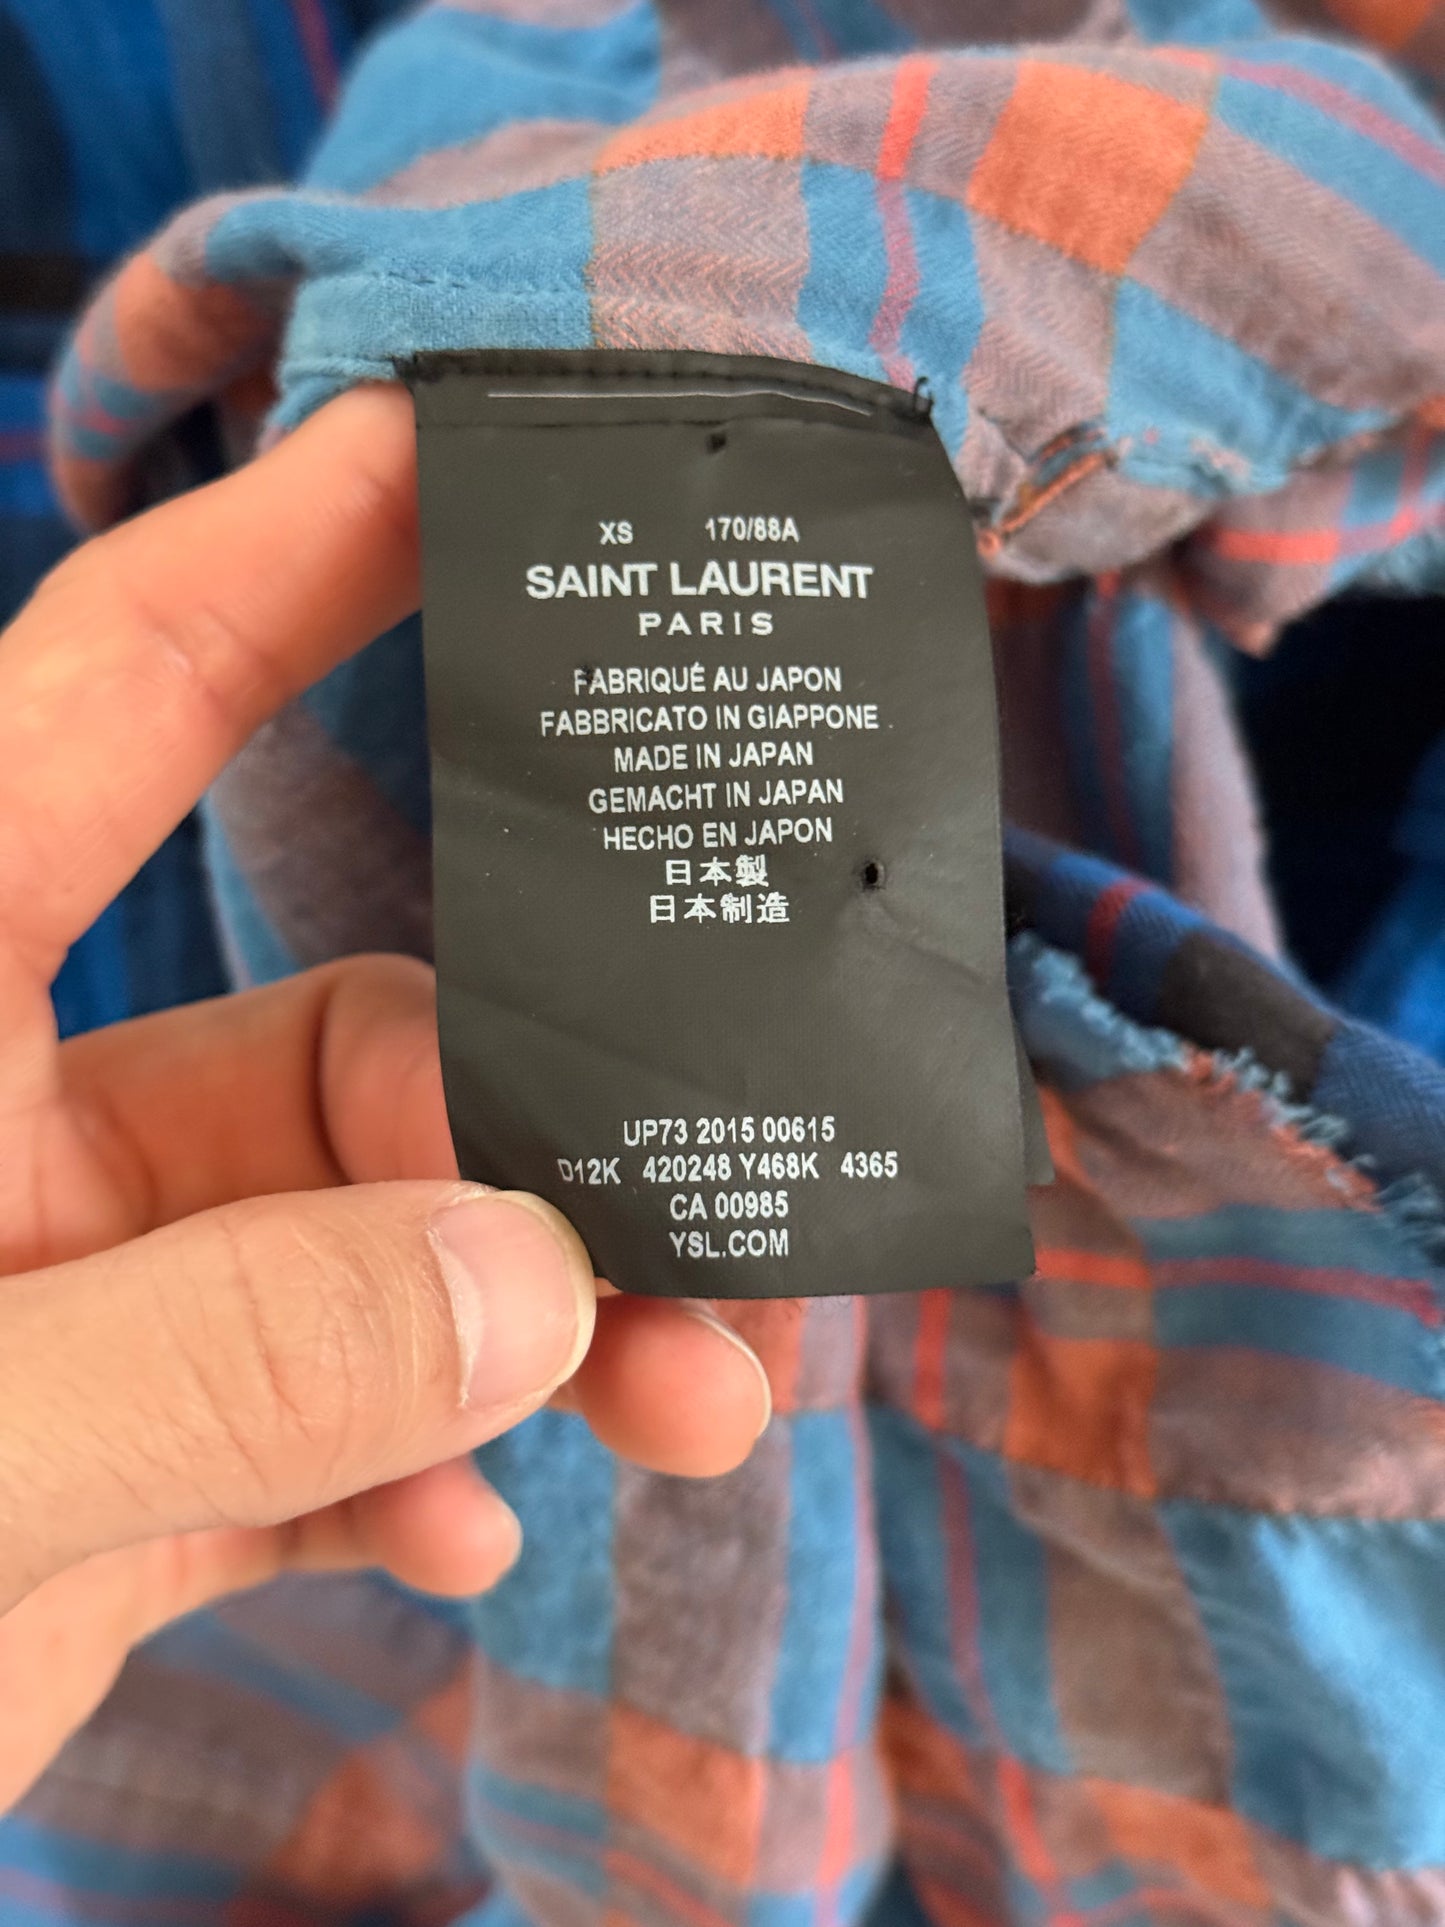 XS 170/88A
SAINT LAURENT
PARIS
FABRIQUÉ AU JAPON
FABBRICATO IN GIAPPONE
MADE IN JAPAN
GEMACHT IN JAPAN
HECHO EN JAPON
日本製
日本制造
UP73 2015 00615
D12K 420248 Y468K 4365
CA 00985
YSL.COM